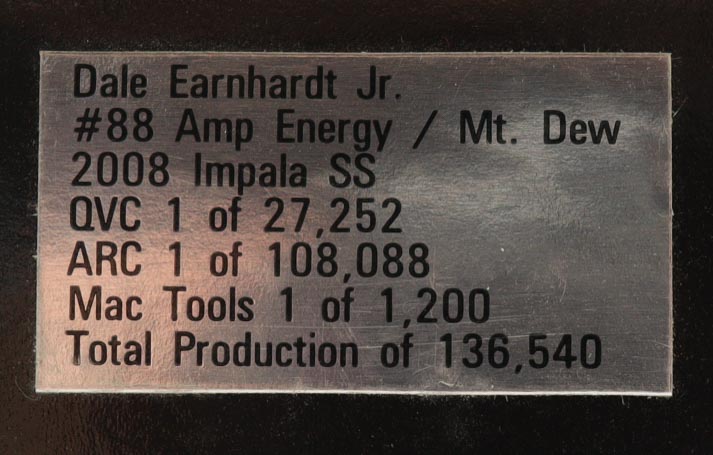 Dale Earnhardt Jr.
#88 Amp Energy / Mt. Dew
2008 Impala SS
QVC 1 of 27,252
ARC 1 of 108,088
Mac Tools 1 of 1,200
Total Production of 136,540